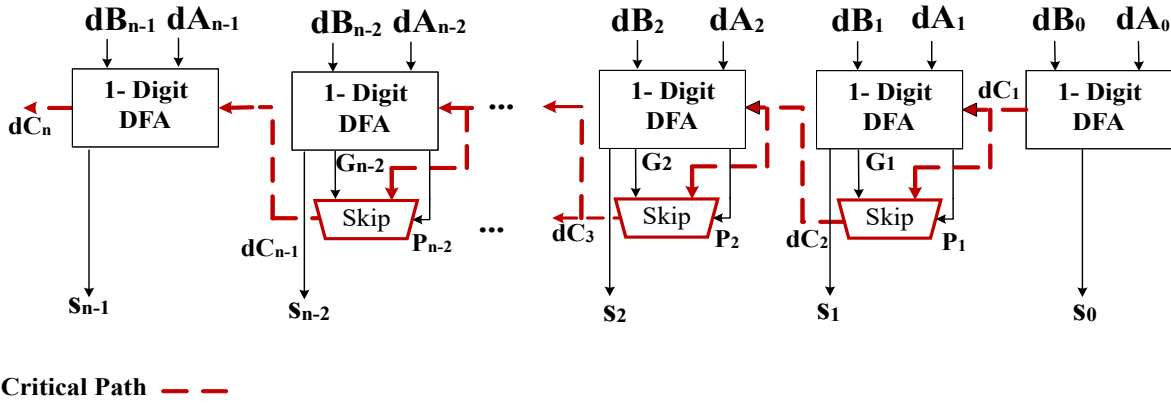 dBn-1 dAn-1 dBn-2 dAn-2 dB2 dA2 dB1 dA1 dB0 dA0
1- Digit DFA
1- Digit DFA
...
1- Digit DFA
1- Digit DFA
1- Digit DFA
dCn
dC1
Gn-2
G2
G1
Skip
Skip
Skip
dCn-1
Pn-2
...
dC3
P2
dC2
P1
sn-1 sn-2 s2 s1 s0
Critical Path